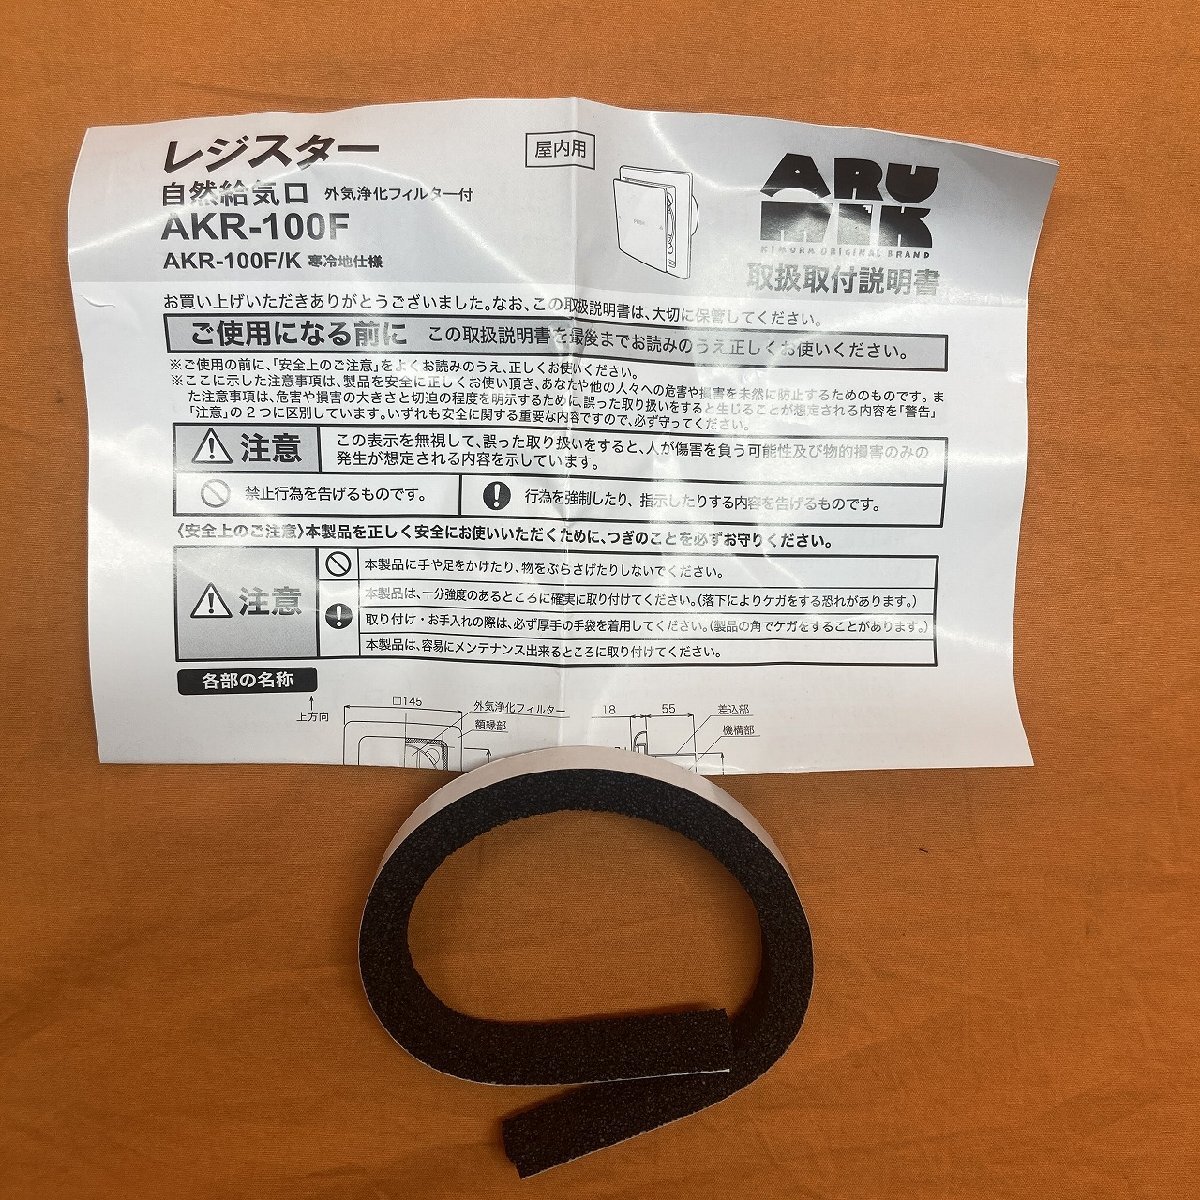 レジスター
屋内用
自然給気口 外気浄化フィルター付
AKR-100F
AKR-100F/K 寒冷地仕様
ARU
MIK
KIMURA ORIGINAL BRAND
取扱取付説明書
お買い上げいただきありがとうございました。なお、この取扱説明書は、大切に保管してください。
ご使用になる前に この取扱説明書を最後までお読みのうえ正しくお使いください。
※ご使用の前に、「安全上のご注意」をよくお読みのうえ、正しくお使いください。
※ここに示した注意事項は、製品を安全に正しくお使い頂き、あなたや他の人々への危害や損害を未然に防止するためのものです。ま
た注意事項は、危害や損害の大きさと切迫の程度を明示するために、誤った取り扱いをすると生じることが想定される内容を「警告」
「注意」の2つに区別しています。いずれも安全に関する重要な内容ですので、必ず守ってください。
注意 この表示を無視して、誤った取り扱いをすると、人が傷害を負う可能性及び物的損害のみの
発生が想定される内容を示しています。
禁止行為を告げるものです。 行為を強制したり、指示したりする内容を告げるものです。
〈安全上のご注意〉本製品を正しく安全にお使いいただくために、つぎのことを必ずお守りください。
注意
本製品に手や足をかけたり、物をぶらさげたりしないでください。
本製品は、十分強度のあるところに確実に取り付けてください。(落下によりケガをする恐れがあります。)
取り付け・お手入れの際は、必ず厚手の手袋を着用してください。(製品の角でケガをすることがあります。)
本製品は、容易にメンテナンス出来るところに取り付けてください。
各部の名称
上方向
□145
外気浄化フィルター
額縁部
18
55
差込部
機構部